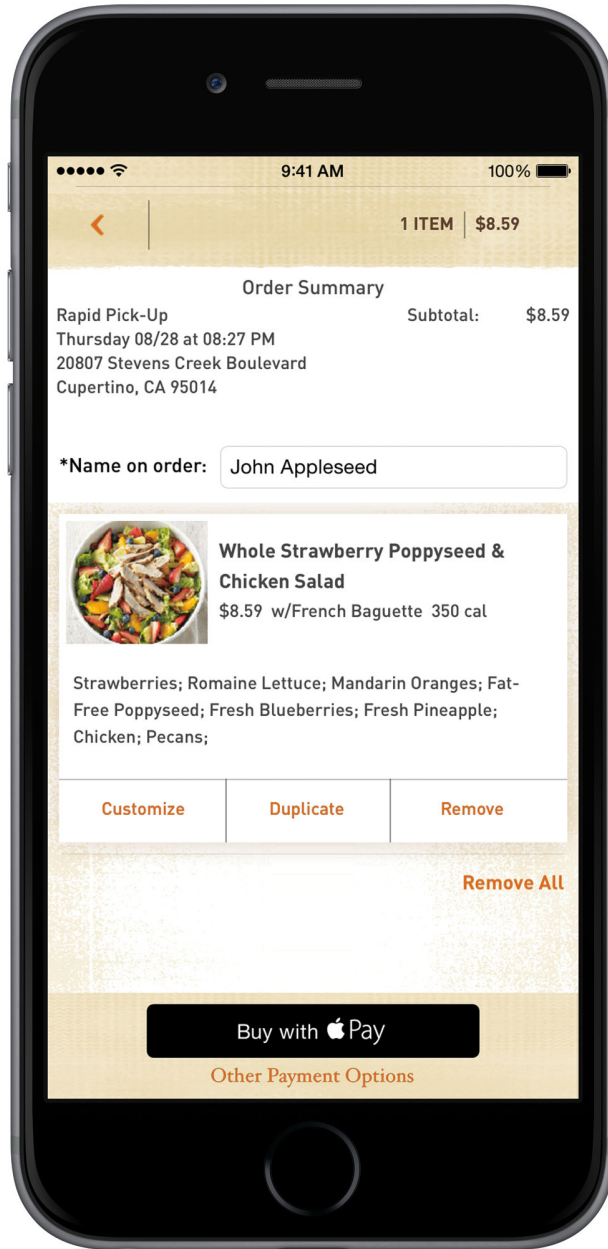 9:41 AM 100%
1 ITEM $8.59
Order Summary
Rapid Pick-Up Subtotal: $8.59
Thursday 08/28 at 08:27 PM
20807 Stevens Creek Boulevard
Cupertino, CA 95014
*Name on order: John Appleseed
Whole Strawberry Poppyseed &
Chicken Salad
$8.59 w/French Baguette 350 cal
Strawberries; Romaine Lettuce; Mandarin Oranges; Fat-
Free Poppyseed; Fresh Blueberries; Fresh Pineapple;
Chicken; Pecans;
Customize Duplicate Remove
Remove All
Buy with Pay
Other Payment Options